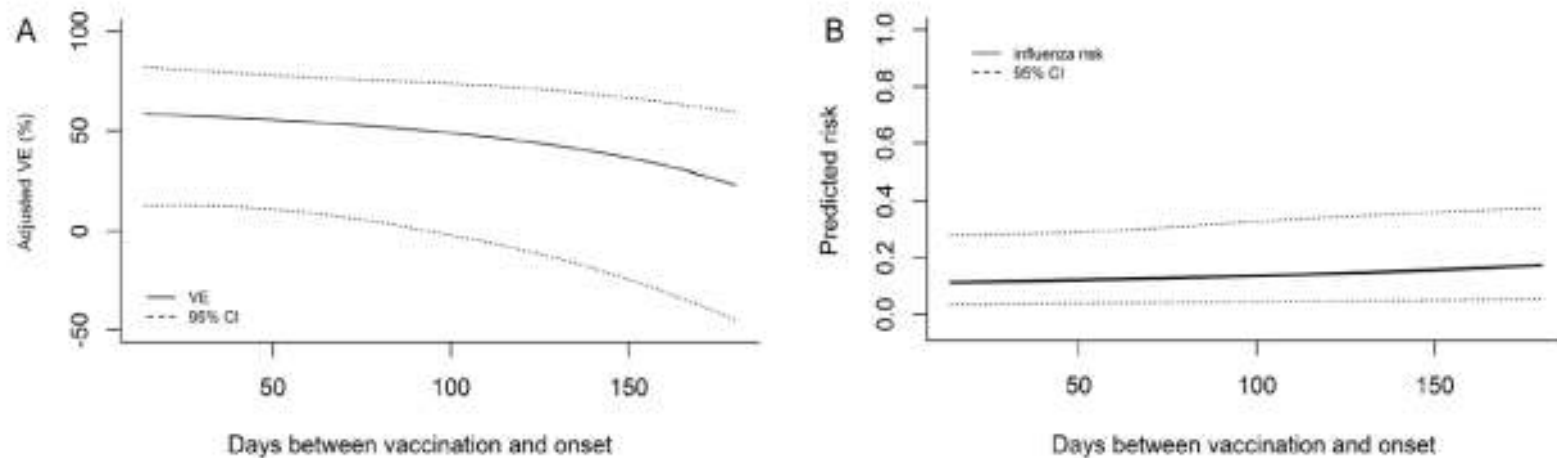 A
Adjusted VE (%)
100
50
0
-50
VE
95% CI
50
100
150
Days between vaccination and onset
B
Predicted risk
1.0
0.8
0.6
0.4
0.2
0.0
influenza risk
95% CI
50
100
150
Days between vaccination and onset